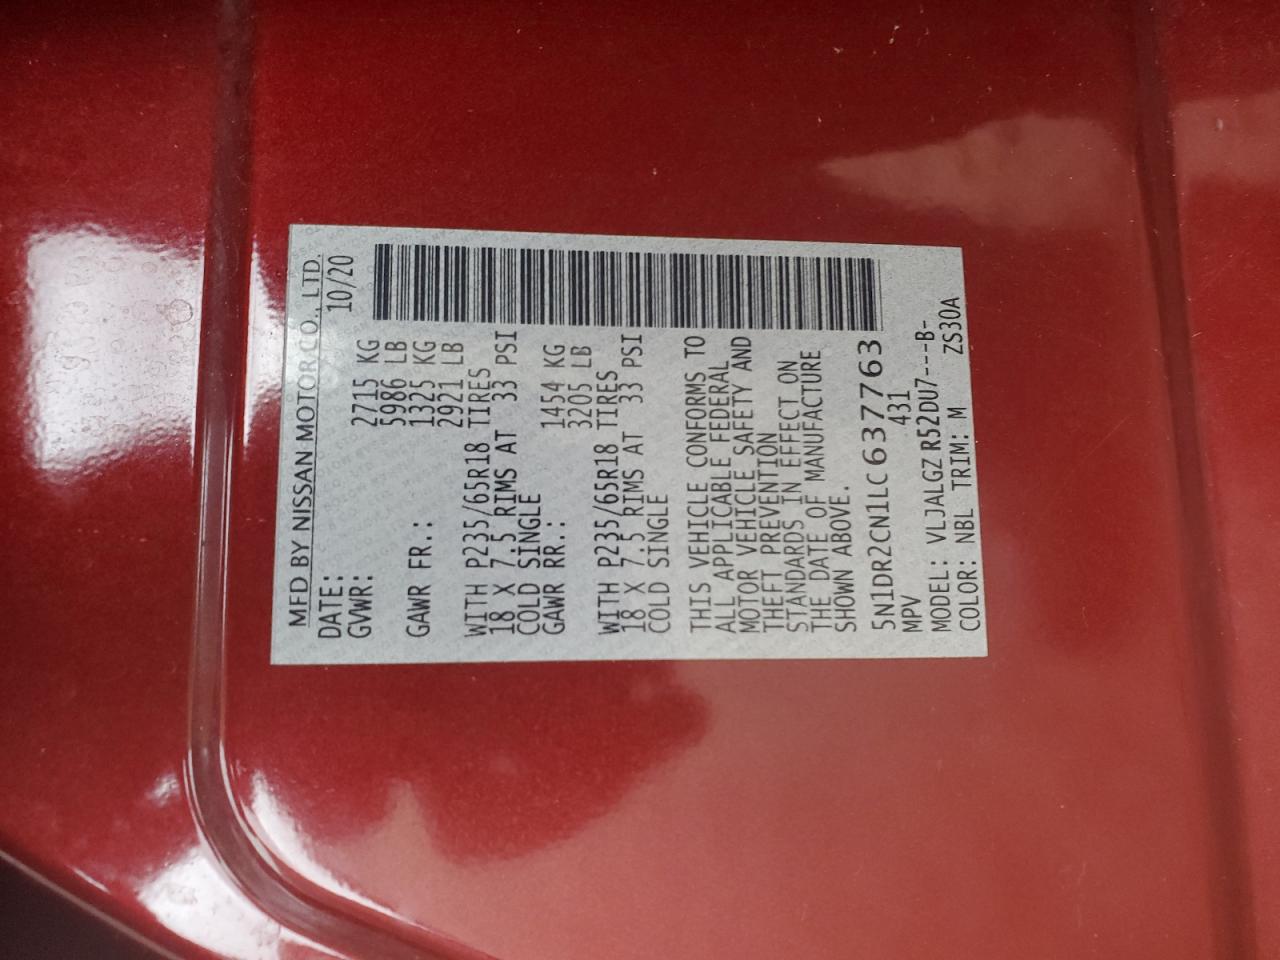 MFD BY NISSAN MOTOR CO., LTD.
DATE: 10/20
GVWR: 2715 KG
5986 LB
GAWR FR.: 1325 KG
2921 LB
WITH P235/65R18 TIRES
18 X 7.5 RIMS AT 33 PSI
COLD SINGLE
GAWR RR.: 1454 KG
3205 LB
WITH P235/65R18 TIRES
18 X 7.5 RIMS AT 33 PSI
COLD SINGLE
THIS VEHICLE CONFORMS TO
ALL APPLICABLE FEDERAL
MOTOR VEHICLE SAFETY AND
THEFT PREVENTION
STANDARDS IN EFFECT ON
THE DATE OF MANUFACTURE
SHOWN ABOVE.
5N1DR2CN1LC637763
MPV 431
MODEL: VLJALGZ R52DU7---B-
COLOR: NBL TRIM: M ZS30A